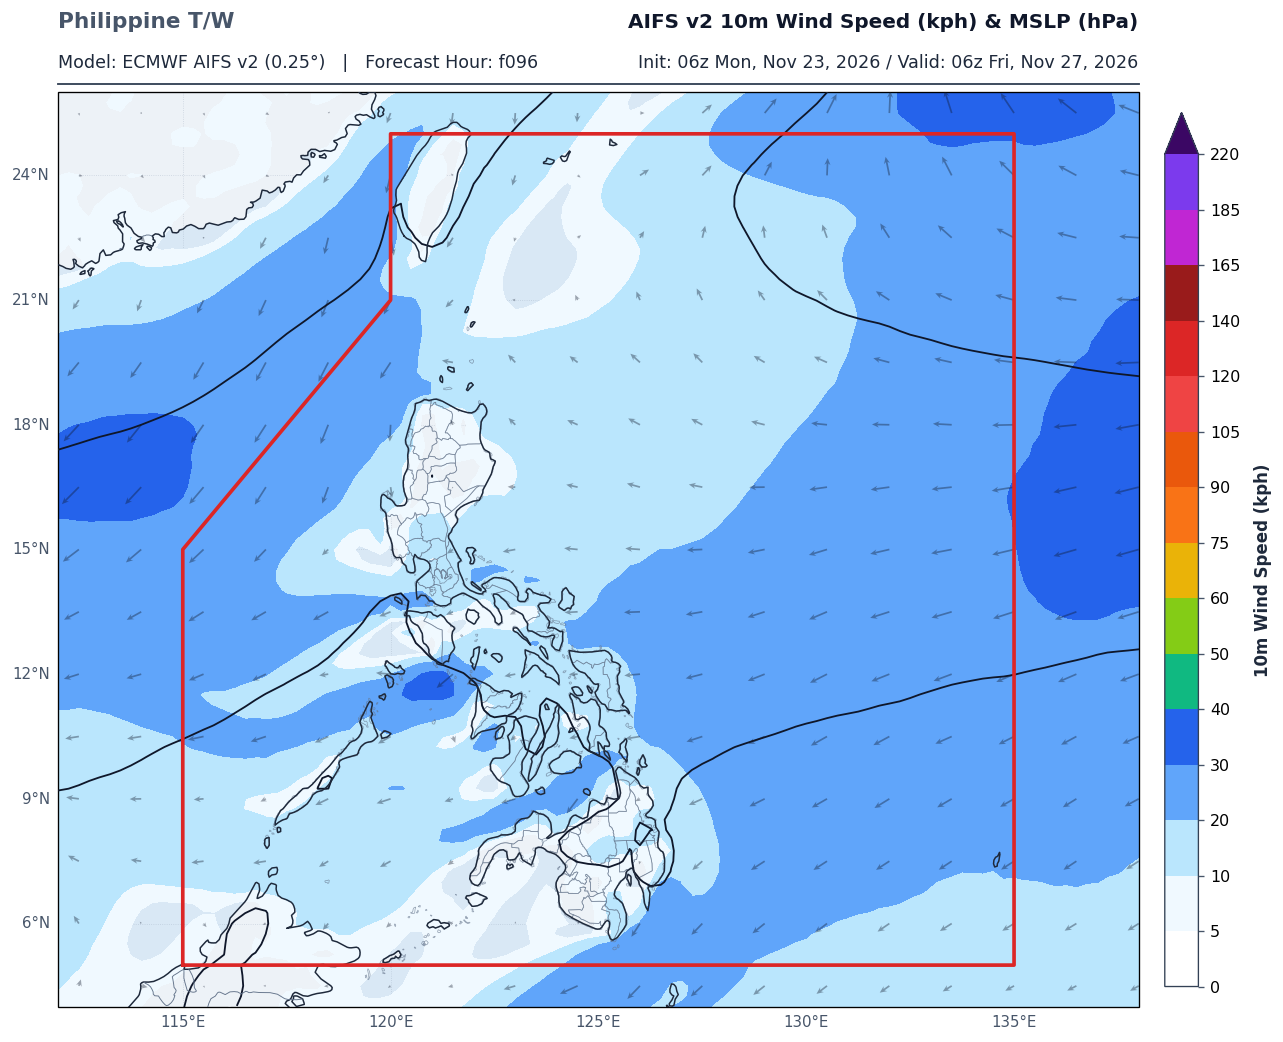 Philippine T/W
AIFS v2 10m Wind Speed (kph) & MSLP (hPa)
Model: ECMWF AIFS v2 (0.25°) | Forecast Hour: f096
Init: 06z Mon, Nov 23, 2026 / Valid: 06z Fri, Nov 27, 2026
24°N
21°N
18°N
15°N
12°N
9°N
6°N
115°E
120°E
125°E
130°E
135°E
220
185
165
140
120
105
90
75
60
50
40
30
20
10
5
0
10m Wind Speed (kph)